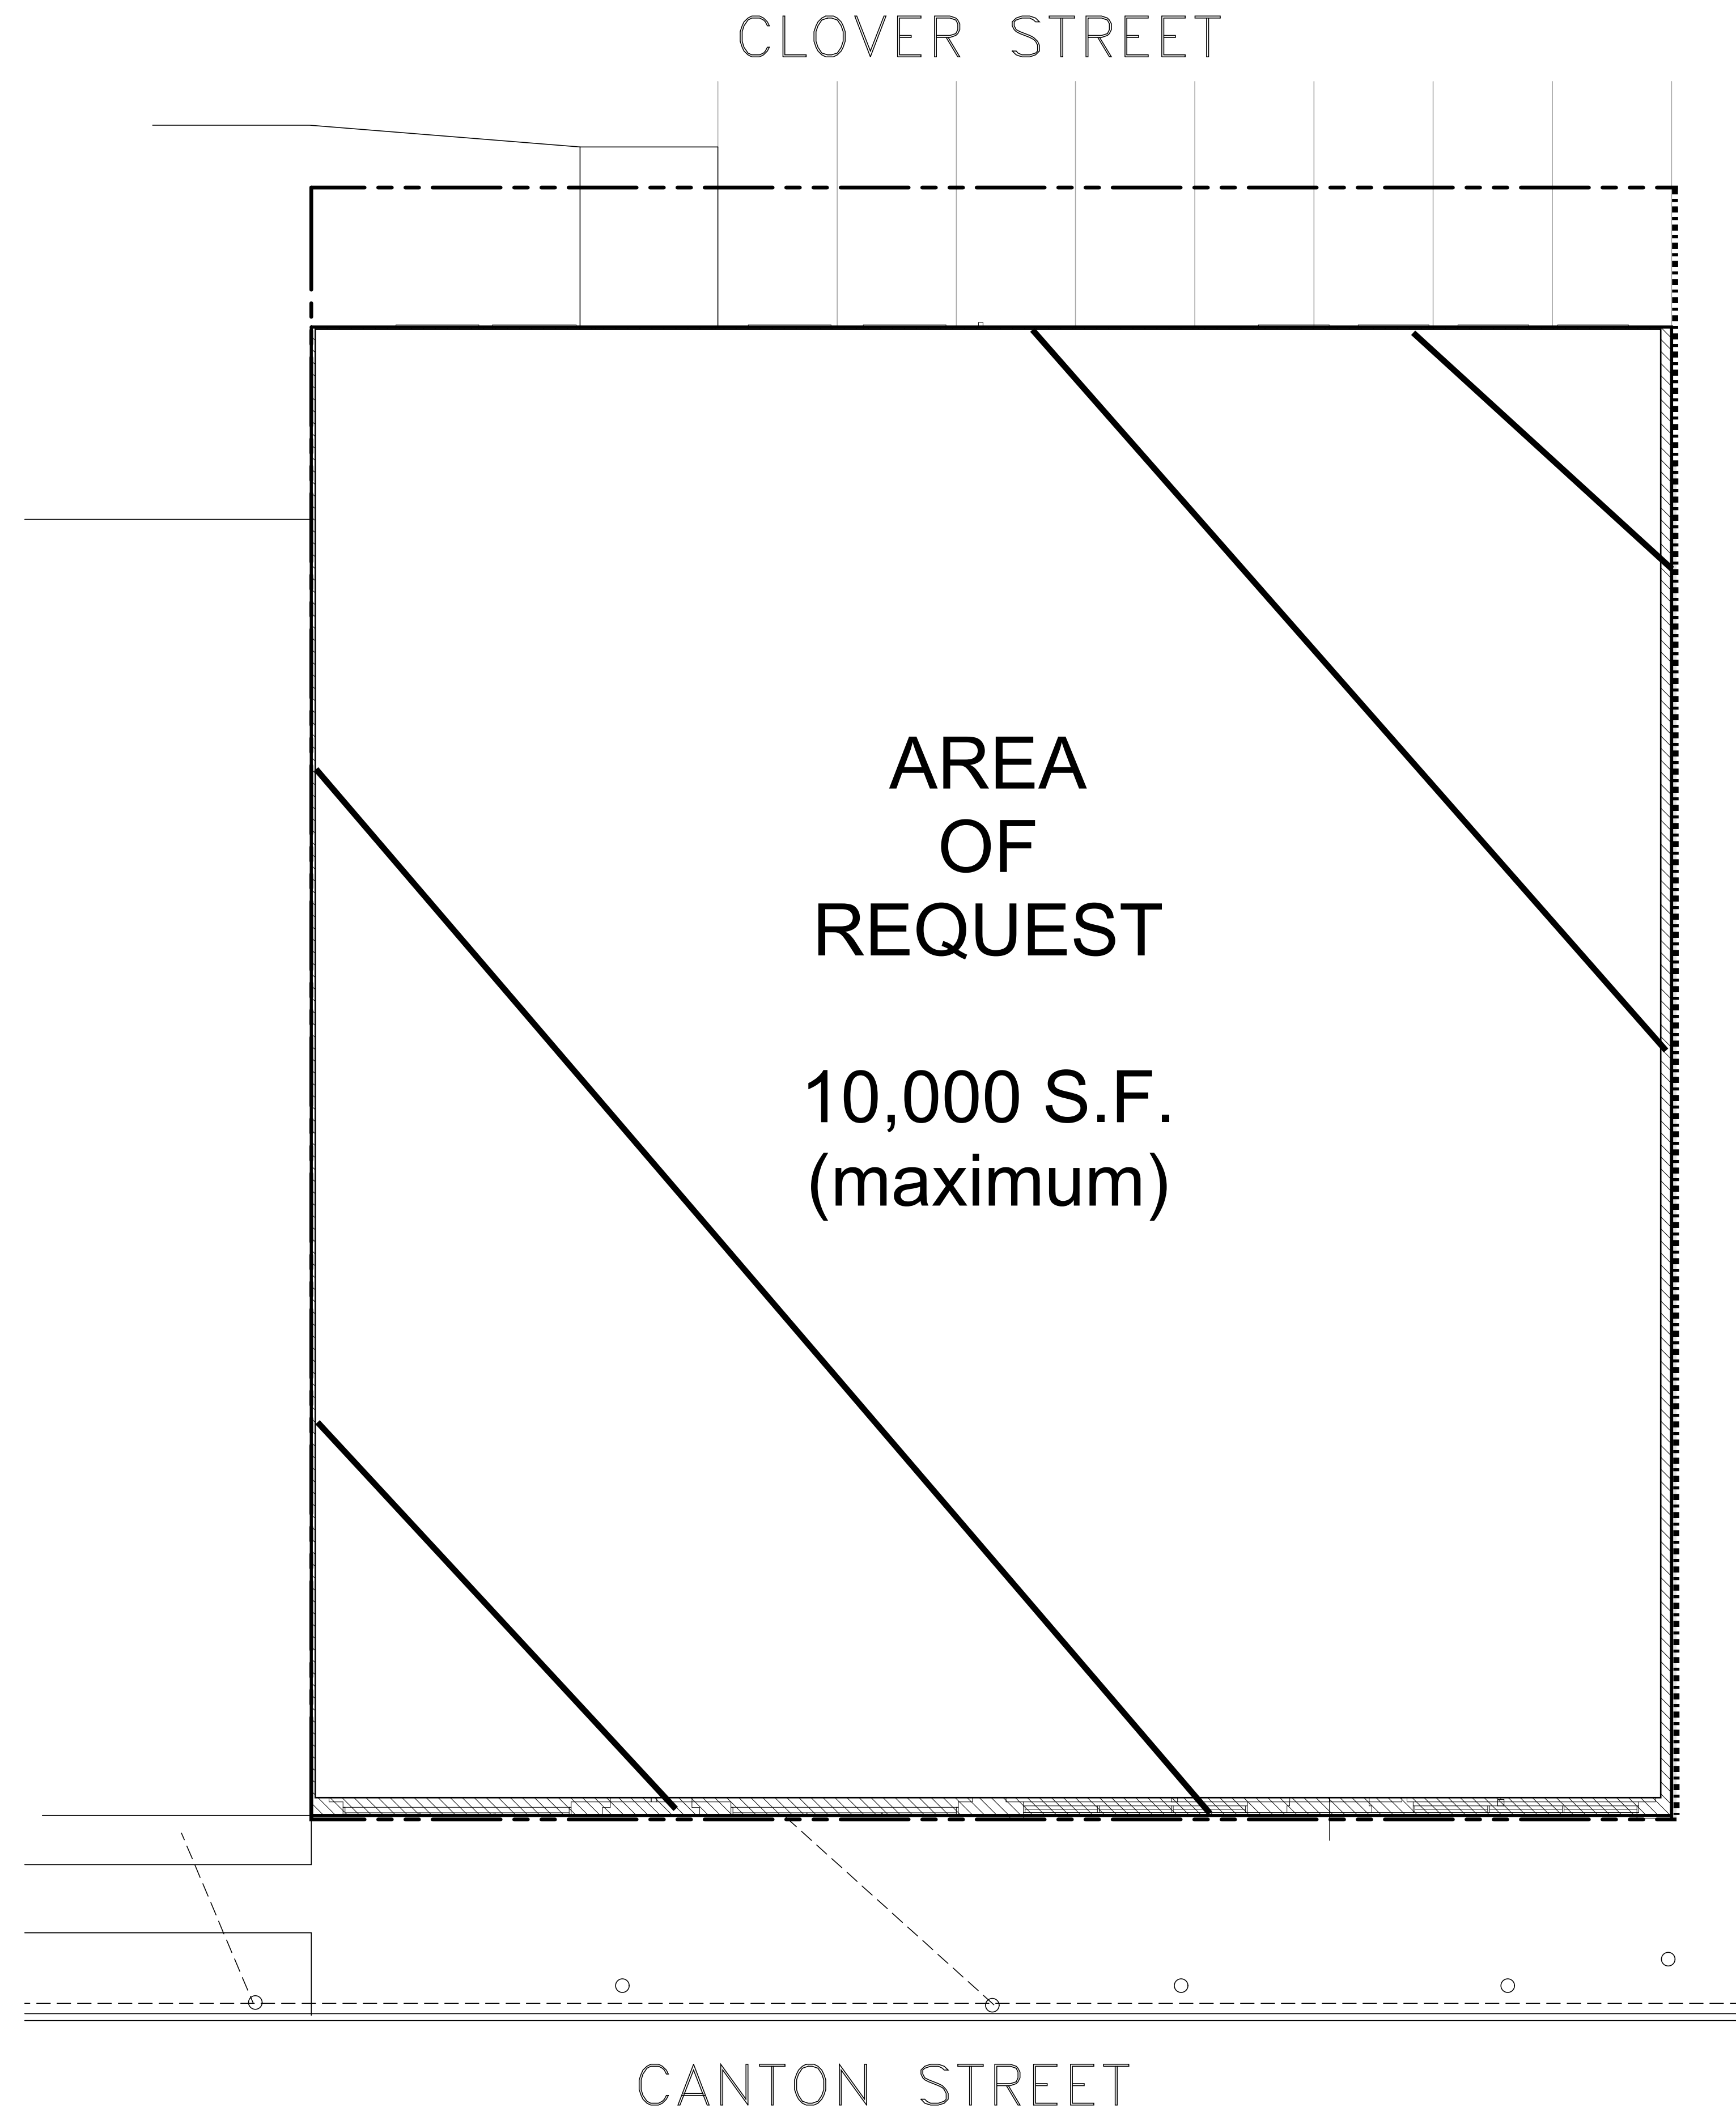 CLOVER STREET
AREA
OF
REQUEST
10,000 S.F.
(maximum)
CANTON STREET